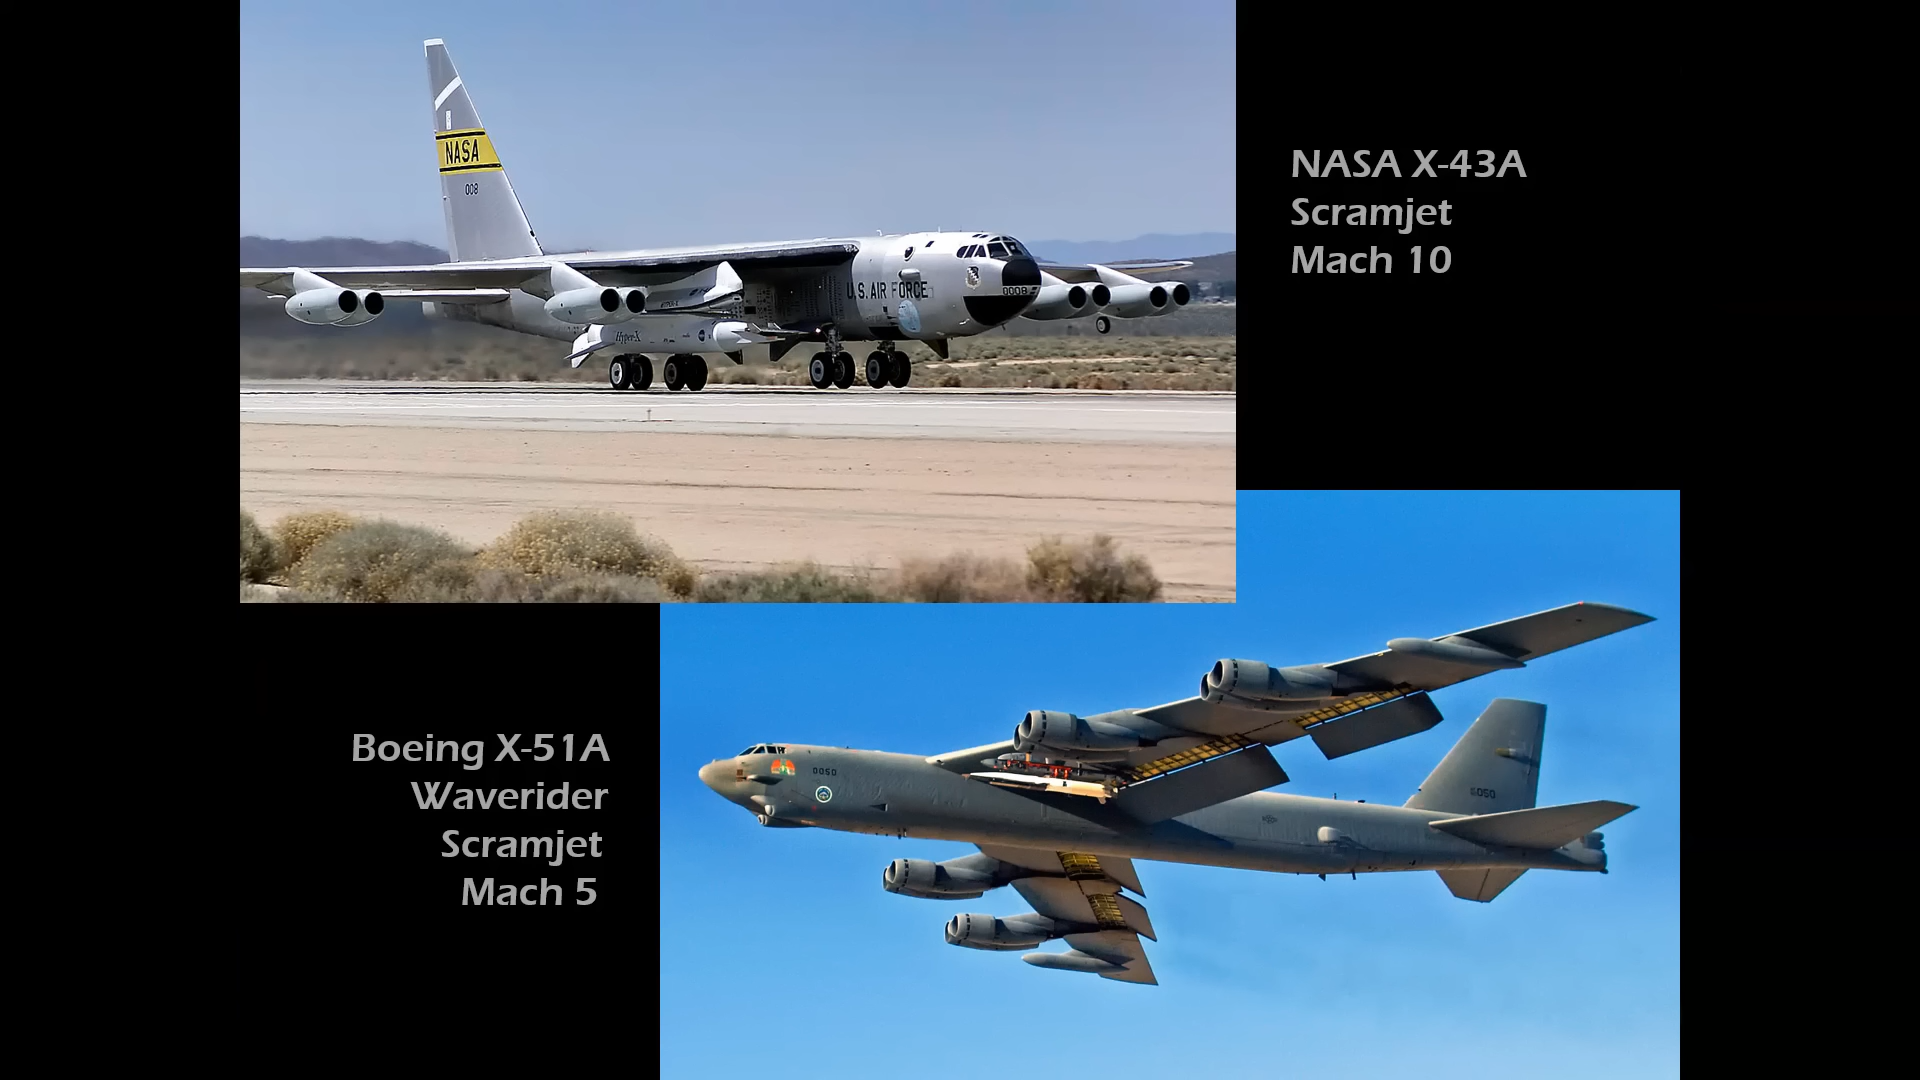 NASA
008
U.S. AIR FORCE
0008
Hyper-X
NASA X-43A
Scramjet
Mach 10
Boeing X-51A
Waverider
Scramjet
Mach 5
0050
0050